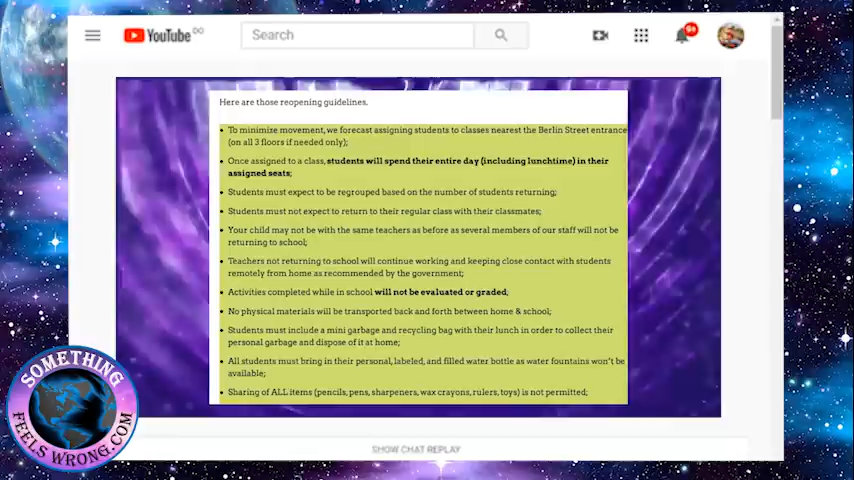 YouTube DO
Search
9+
Here are those reopening guidelines.
• To minimize movement, we forecast assigning students to classes nearest the Berlin Street entrance
(on all 3 floors if needed only);
• Once assigned to a class, students will spend their entire day (including lunchtime) in their
assigned seats;
• Students must expect to be regrouped based on the number of students returning;
• Students must not expect to return to their regular class with their classmates;
• Your child may not be with the same teachers as before as several members of our staff will not be
returning to school;
• Teachers not returning to school will continue working and keeping close contact with students
remotely from home as recommended by the government;
• Activities completed while in school will not be evaluated or graded;
• No physical materials will be transported back and forth between home & school;
• Students must include a mini garbage and recycling bag with their lunch in order to collect their
personal garbage and dispose of it at home;
• All students must bring in their personal, labeled, and filled water bottle as water fountains won't be
available;
• Sharing of ALL items (pencils, pens, sharpeners, wax crayons, rulers, toys) is not permitted;
SOMETHING
FEELS WRONG.COM
SHOW CHAT REPLAY